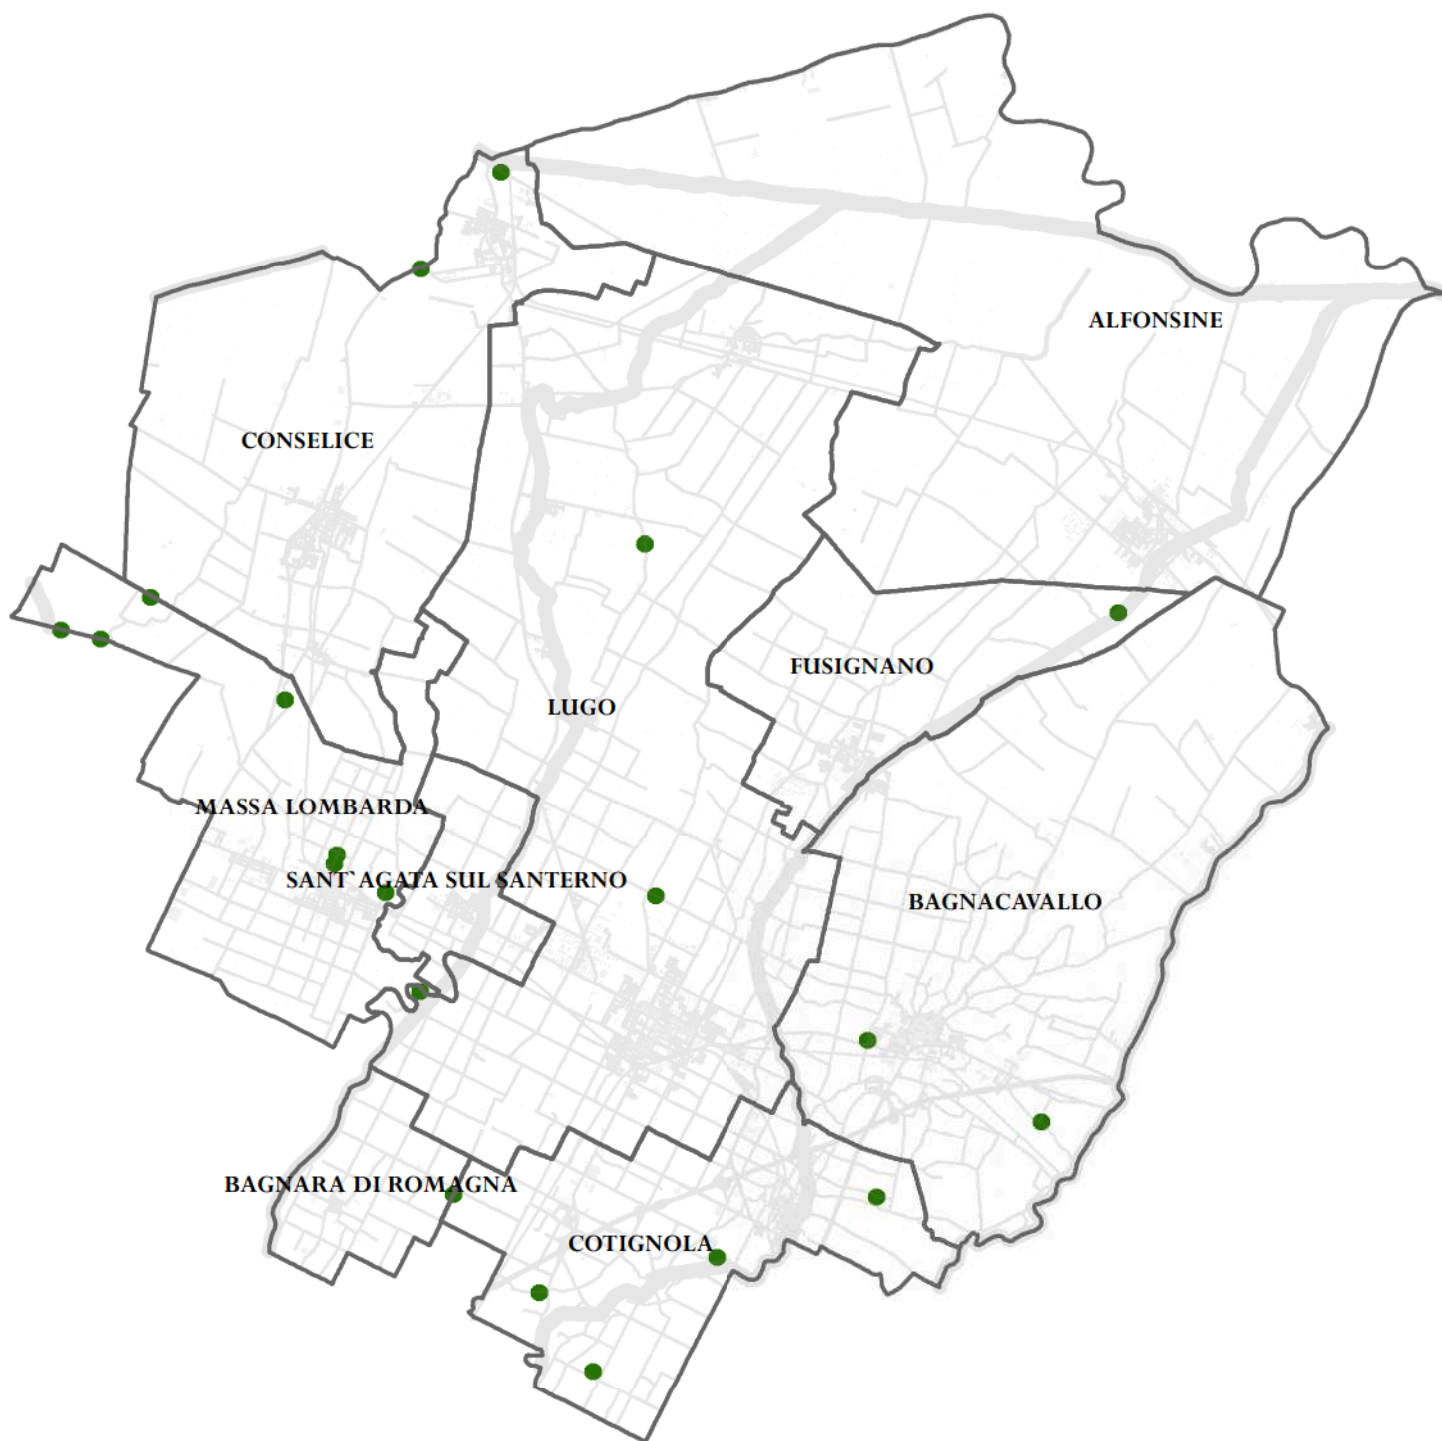 ALFONSINE
CONSELICE
FUSIGNANO
LUGO
MASSA LOMBARDA
SANT`AGATA SUL SANTERNO
BAGNACAVALLO
BAGNARA DI ROMAGNA
COTIGNOLA